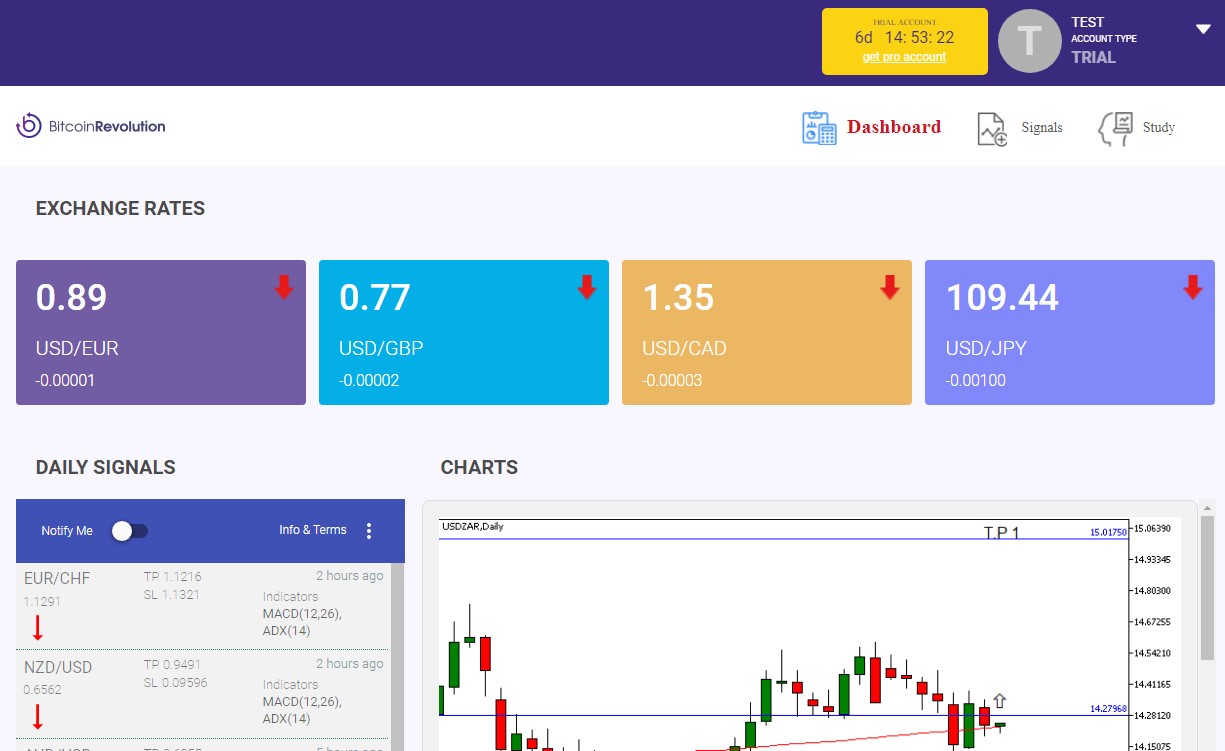 TRIAL ACCOUNT
6d 14: 53: 22
get pro account
T
TEST
ACCOUNT TYPE
TRIAL
BitcoinRevolution
Dashboard
Signals
Study
EXCHANGE RATES
0.89
USD/EUR
-0.00001
0.77
USD/GBP
-0.00002
1.35
USD/CAD
-0.00003
109.44
USD/JPY
-0.00100
DAILY SIGNALS
Notify Me
Info & Terms
EUR/CHF
1.1291
TP 1.1216
SL 1.1321
2 hours ago
Indicators
MACD(12,26),
ADX(14)
NZD/USD
0.6562
TP 0.9491
SL 0.09596
2 hours ago
Indicators
MACD(12,26),
ADX(14)
CHARTS
USDZAR,Daily
T.P 1
15.01750
14.27968
15.06390
14.93345
14.80300
14.67255
14.54210
14.41165
14.28120
14.15075